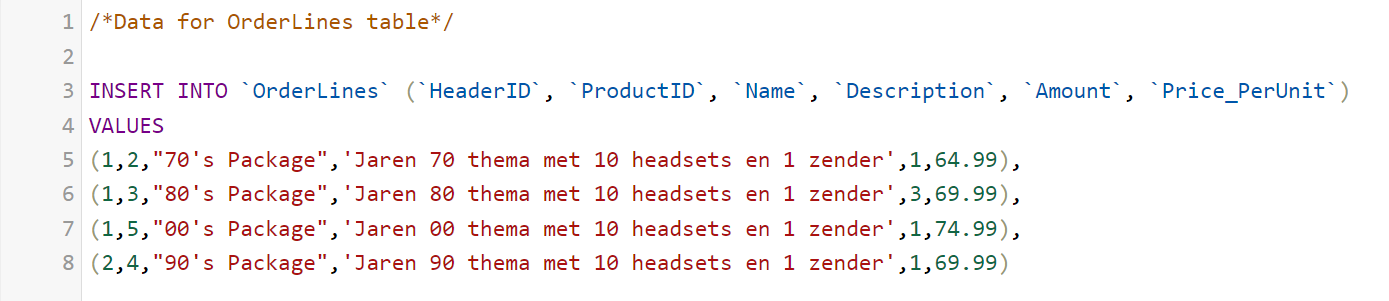 1 /*Data for OrderLines table*/
2
3 INSERT INTO `OrderLines` (`HeaderID`, `ProductID`, `Name`, `Description`, `Amount`, `Price_PerUnit`)
4 VALUES
5 (1,2,"70's Package",'Jaren 70 thema met 10 headsets en 1 zender',1,64.99),
6 (1,3,"80's Package",'Jaren 80 thema met 10 headsets en 1 zender',3,69.99),
7 (1,5,"00's Package",'Jaren 00 thema met 10 headsets en 1 zender',1,74.99),
8 (2,4,"90's Package",'Jaren 90 thema met 10 headsets en 1 zender',1,69.99)